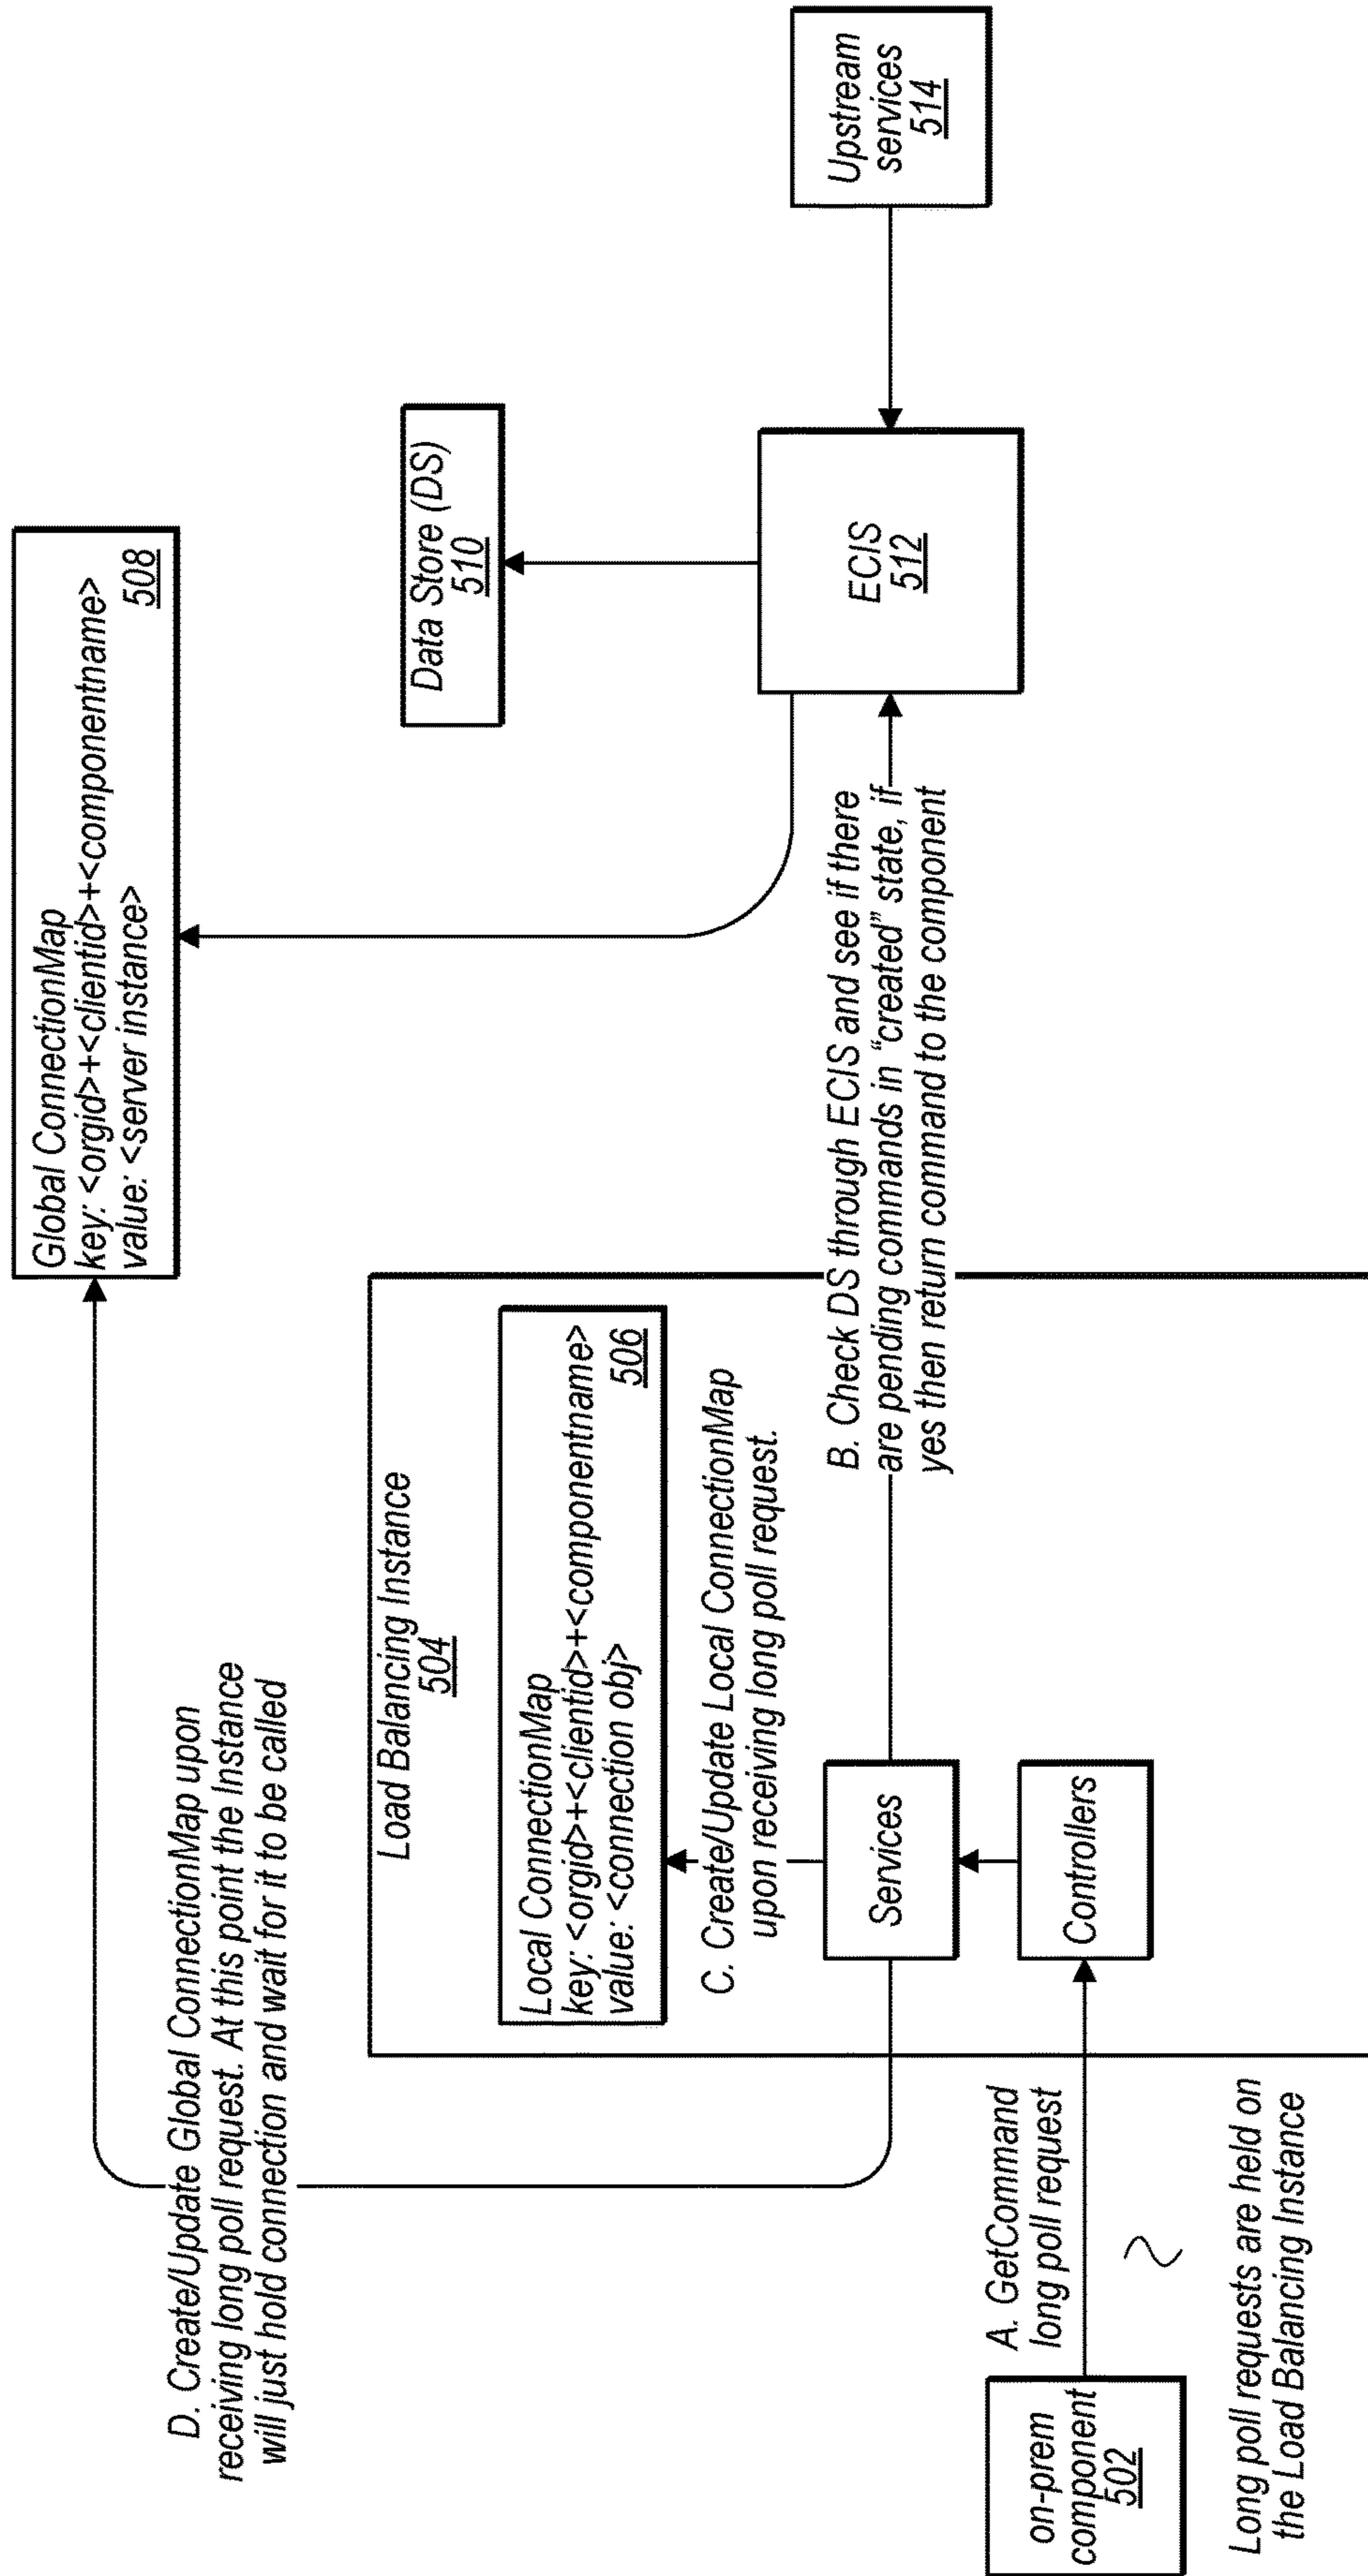 D. Create/Update Global ConnectionMap upon
receiving long poll request. At this point the Instance
will just hold connection and wait for it to be called
Global ConnectionMap
key: <orgid>+<clientid>+<componentname>
value: <server instance>
508
Load Balancing Instance
504
Local ConnectionMap
key: <orgid>+<clientid>+<componentname>
value: <connection obj>
506
Data Store (DS)
510
C. Create/Update Local ConnectionMap
upon receiving long poll request.
B. Check DS through ECIS and see if there
are pending commands in “created” state, if
yes then return command to the component
Services
ECIS
512
Upstream
services
514
Controllers
A. GetCommand
long poll request
on-prem
component
502
Long poll requests are held on
the Load Balancing Instance